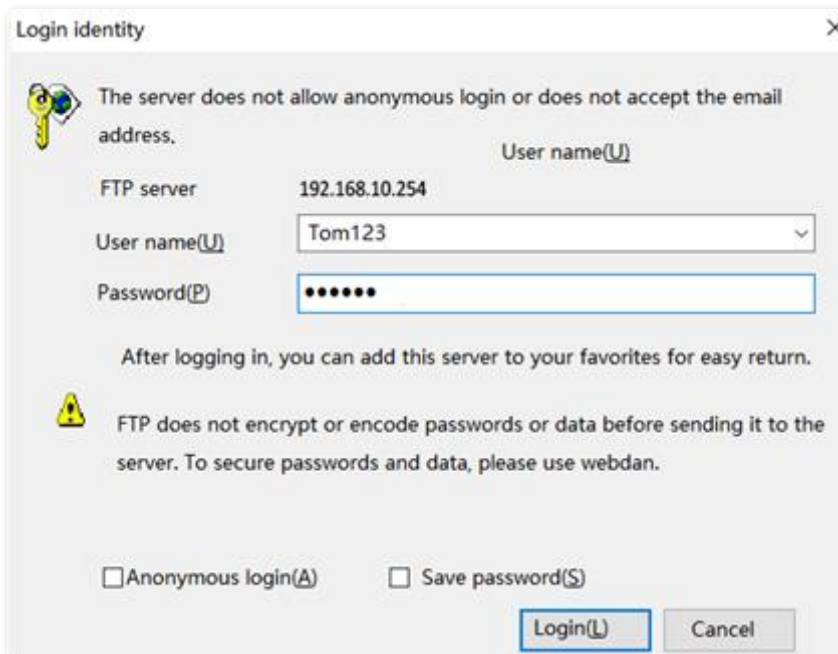 Login identity
The server does not allow anonymous login or does not accept the email
address.
User name(U)
FTP server 192.168.10.254
User name(U) Tom123
Password(P) ••••••
After logging in, you can add this server to your favorites for easy return.
FTP does not encrypt or encode passwords or data before sending it to the
server. To secure passwords and data, please use webdan.
Anonymous login(A) Save password(S)
Login(L) Cancel